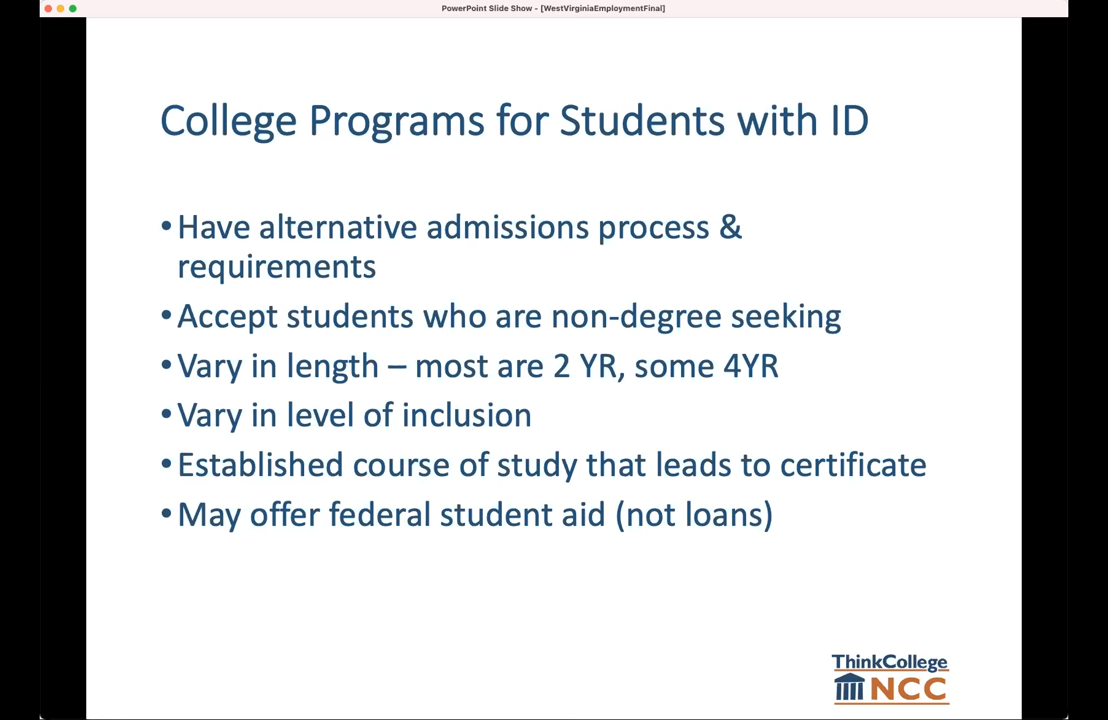 PowerPoint Slide Show - [WestVirginiaEmploymentFinal]
College Programs for Students with ID
•Have alternative admissions process &
requirements
•Accept students who are non-degree seeking
•Vary in length – most are 2 YR, some 4YR
•Vary in level of inclusion
•Established course of study that leads to certificate
•May offer federal student aid (not loans)
ThinkCollege
NCC